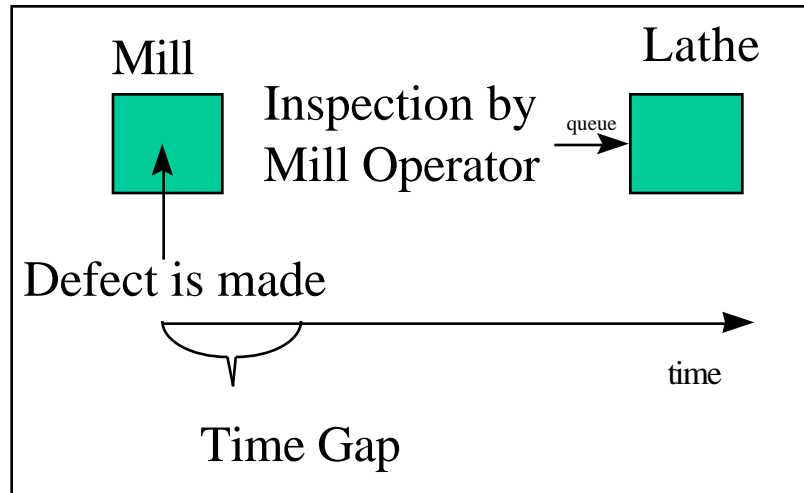 Mill
Lathe
Inspection by
Mill Operator
queue
Defect is made
time
Time Gap